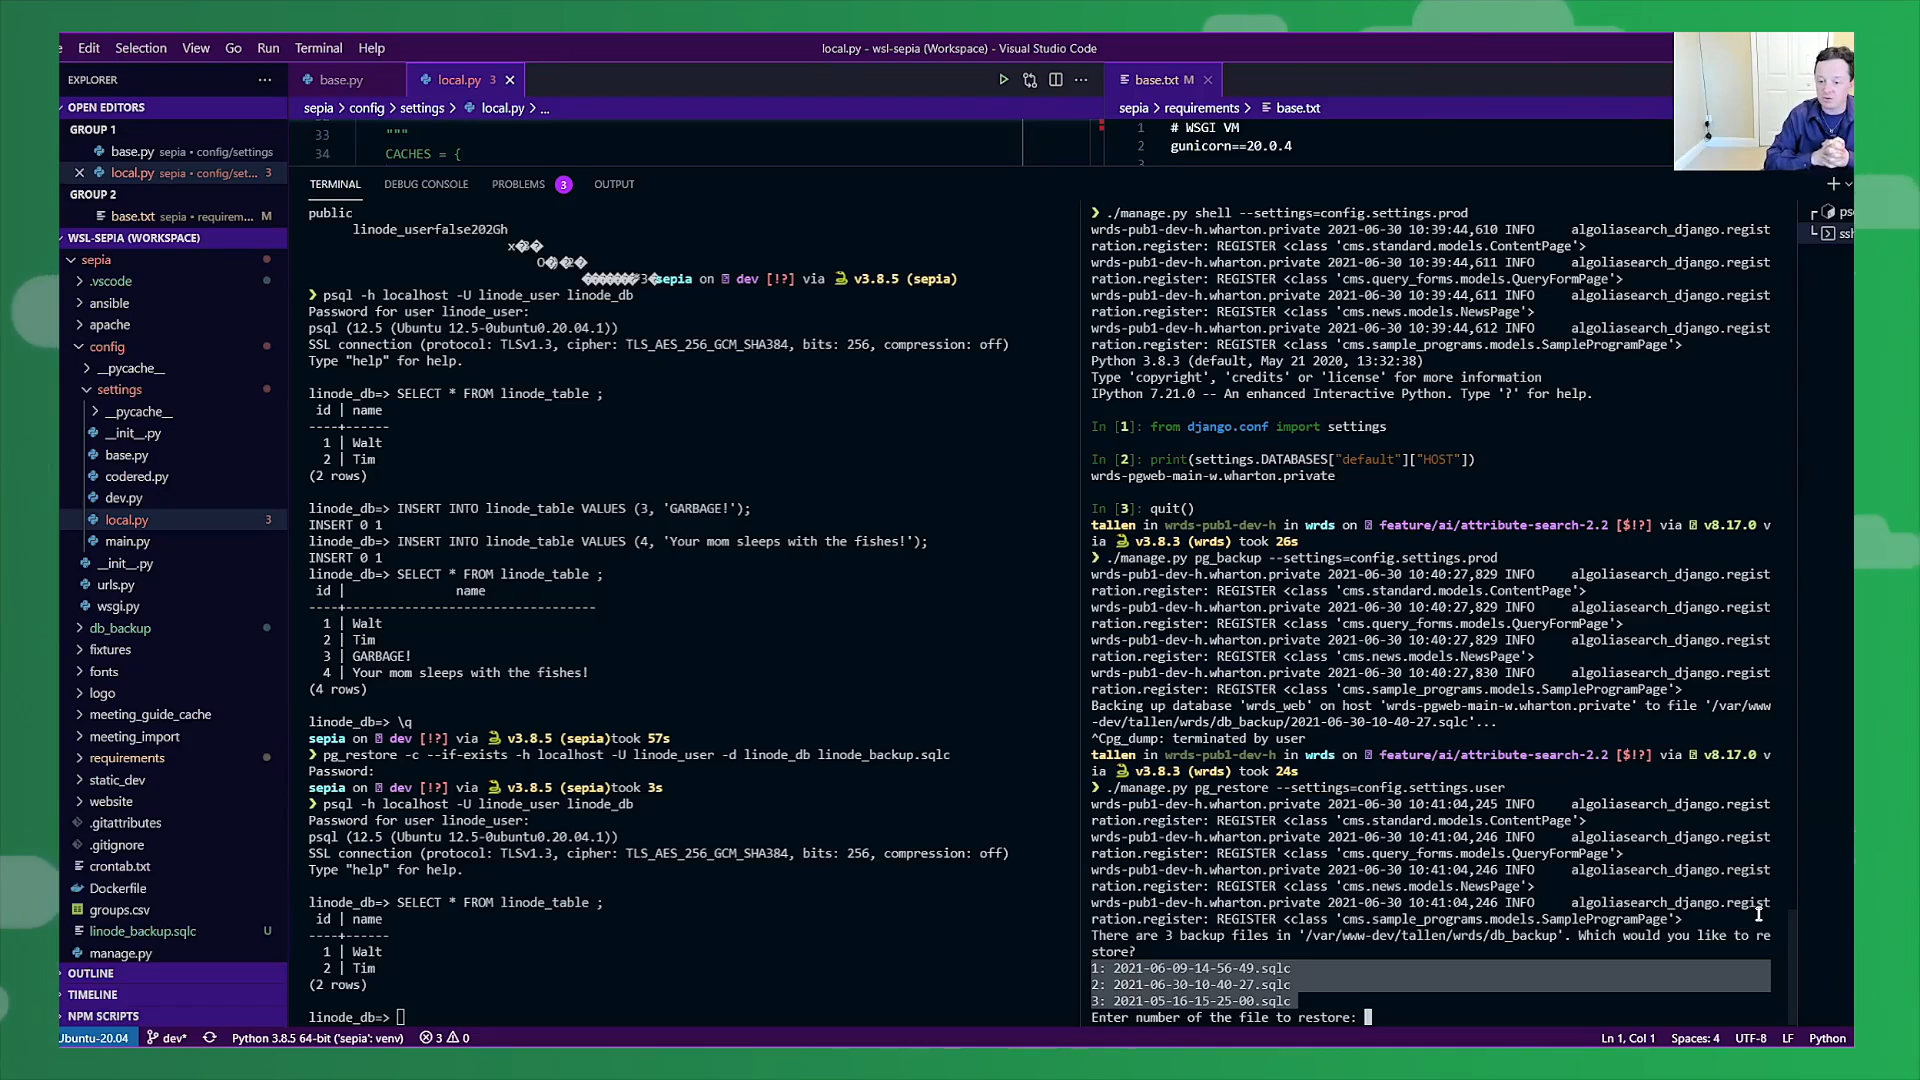 Edit Selection View Go Run Terminal Help
local.py - wsl-sepia (Workspace) - Visual Studio Code
EXPLORER
OPEN EDITORS
GROUP 1
base.py sepia • config/settings
local.py sepia • config/set... 3
GROUP 2
base.txt sepia • requirem... M
WSL-SEPIA (WORKSPACE)
sepia
.vscode
ansible
apache
config
__pycache__
settings
__pycache__
__init__.py
base.py
codered.py
dev.py
local.py 3
main.py
__init__.py
urls.py
wsgi.py
db_backup
fixtures
fonts
logo
meeting_guide_cache
meeting_import
requirements
static_dev
website
.gitattributes
.gitignore
crontab.txt
Dockerfile
groups.csv
linode_backup.sqlc U
manage.py
OUTLINE
TIMELINE
NPM SCRIPTS
base.py
local.py 3
sepia > config > settings > local.py > ...
33 """
34 CACHES = {
base.txt M
sepia > requirements > base.txt
1 # WSGI VM
2 gunicorn==20.0.4
TERMINAL DEBUG CONSOLE PROBLEMS 3 OUTPUT
public
linode_userfalse202Gh
sepia on dev [!?] via v3.8.5 (sepia)
❯ psql -h localhost -U linode_user linode_db
Password for user linode_user:
psql (12.5 (Ubuntu 12.5-0ubuntu0.20.04.1))
SSL connection (protocol: TLSv1.3, cipher: TLS_AES_256_GCM_SHA384, bits: 256, compression: off)
Type "help" for help.
linode_db=> SELECT * FROM linode_table ;
id | name
----+------
1 | Walt
2 | Tim
(2 rows)
linode_db=> INSERT INTO linode_table VALUES (3, 'GARBAGE!');
INSERT 0 1
linode_db=> INSERT INTO linode_table VALUES (4, 'Your mom sleeps with the fishes!');
INSERT 0 1
linode_db=> SELECT * FROM linode_table ;
id | name
----+----------------------------------
1 | Walt
2 | Tim
3 | GARBAGE!
4 | Your mom sleeps with the fishes!
(4 rows)
linode_db=> \q
sepia on dev [!?] via v3.8.5 (sepia)took 57s
❯ pg_restore -c --if-exists -h localhost -U linode_user -d linode_db linode_backup.sqlc
Password:
sepia on dev [!?] via v3.8.5 (sepia)took 3s
❯ psql -h localhost -U linode_user linode_db
Password for user linode_user:
psql (12.5 (Ubuntu 12.5-0ubuntu0.20.04.1))
SSL connection (protocol: TLSv1.3, cipher: TLS_AES_256_GCM_SHA384, bits: 256, compression: off)
Type "help" for help.
linode_db=> SELECT * FROM linode_table ;
id | name
----+------
1 | Walt
2 | Tim
(2 rows)
linode_db=>
❯ ./manage.py shell --settings=config.settings.prod
wrds-pub1-dev-h.wharton.private 2021-06-30 10:39:44,610 INFO algoliasearch_django.regist
ration.register: REGISTER <class 'cms.standard.models.ContentPage'>
wrds-pub1-dev-h.wharton.private 2021-06-30 10:39:44,611 INFO algoliasearch_django.regist
ration.register: REGISTER <class 'cms.query_forms.models.QueryFormPage'>
wrds-pub1-dev-h.wharton.private 2021-06-30 10:39:44,611 INFO algoliasearch_django.regist
ration.register: REGISTER <class 'cms.news.models.NewsPage'>
wrds-pub1-dev-h.wharton.private 2021-06-30 10:39:44,612 INFO algoliasearch_django.regist
ration.register: REGISTER <class 'cms.sample_programs.models.SampleProgramPage'>
Python 3.8.3 (default, May 21 2020, 13:32:38)
Type 'copyright', 'credits' or 'license' for more information
IPython 7.21.0 -- An enhanced Interactive Python. Type '?' for help.
In [1]: from django.conf import settings
In [2]: print(settings.DATABASES["default"]["HOST"])
wrds-pgweb-main-w.wharton.private
In [3]: quit()
tallen in wrds-pub1-dev-h in wrds on feature/ai/attribute-search-2.2 [$!?] via v8.17.0 v
ia v3.8.3 (wrds) took 26s
❯ ./manage.py pg_backup --settings=config.settings.prod
wrds-pub1-dev-h.wharton.private 2021-06-30 10:40:27,829 INFO algoliasearch_django.regist
ration.register: REGISTER <class 'cms.standard.models.ContentPage'>
wrds-pub1-dev-h.wharton.private 2021-06-30 10:40:27,829 INFO algoliasearch_django.regist
ration.register: REGISTER <class 'cms.query_forms.models.QueryFormPage'>
wrds-pub1-dev-h.wharton.private 2021-06-30 10:40:27,829 INFO algoliasearch_django.regist
ration.register: REGISTER <class 'cms.news.models.NewsPage'>
wrds-pub1-dev-h.wharton.private 2021-06-30 10:40:27,830 INFO algoliasearch_django.regist
ration.register: REGISTER <class 'cms.sample_programs.models.SampleProgramPage'>
Backing up database 'wrds_web' on host 'wrds-pgweb-main-w.wharton.private' to file '/var/www
-dev/tallen/wrds/db_backup/2021-06-30-10-40-27.sqlc'...
^Cpg_dump: terminated by user
tallen in wrds-pub1-dev-h in wrds on feature/ai/attribute-search-2.2 [$!?] via v8.17.0 v
ia v3.8.3 (wrds) took 24s
❯ ./manage.py pg_restore --settings=config.settings.user
wrds-pub1-dev-h.wharton.private 2021-06-30 10:41:04,245 INFO algoliasearch_django.regist
ration.register: REGISTER <class 'cms.standard.models.ContentPage'>
wrds-pub1-dev-h.wharton.private 2021-06-30 10:41:04,246 INFO algoliasearch_django.regist
ration.register: REGISTER <class 'cms.query_forms.models.QueryFormPage'>
wrds-pub1-dev-h.wharton.private 2021-06-30 10:41:04,246 INFO algoliasearch_django.regist
ration.register: REGISTER <class 'cms.news.models.NewsPage'>
wrds-pub1-dev-h.wharton.private 2021-06-30 10:41:04,246 INFO algoliasearch_django.regist
ration.register: REGISTER <class 'cms.sample_programs.models.SampleProgramPage'>
There are 3 backup files in '/var/www-dev/tallen/wrds/db_backup'. Which would you like to re
store?
1: 2021-06-09-14-56-49.sqlc
2: 2021-06-30-10-40-27.sqlc
3: 2021-05-16-15-25-00.sqlc
Enter number of the file to restore:
ssh
Ubuntu-20.04 dev* Python 3.8.5 64-bit ('sepia': venv) 3 0
Ln 1, Col 1 Spaces: 4 UTF-8 LF Python